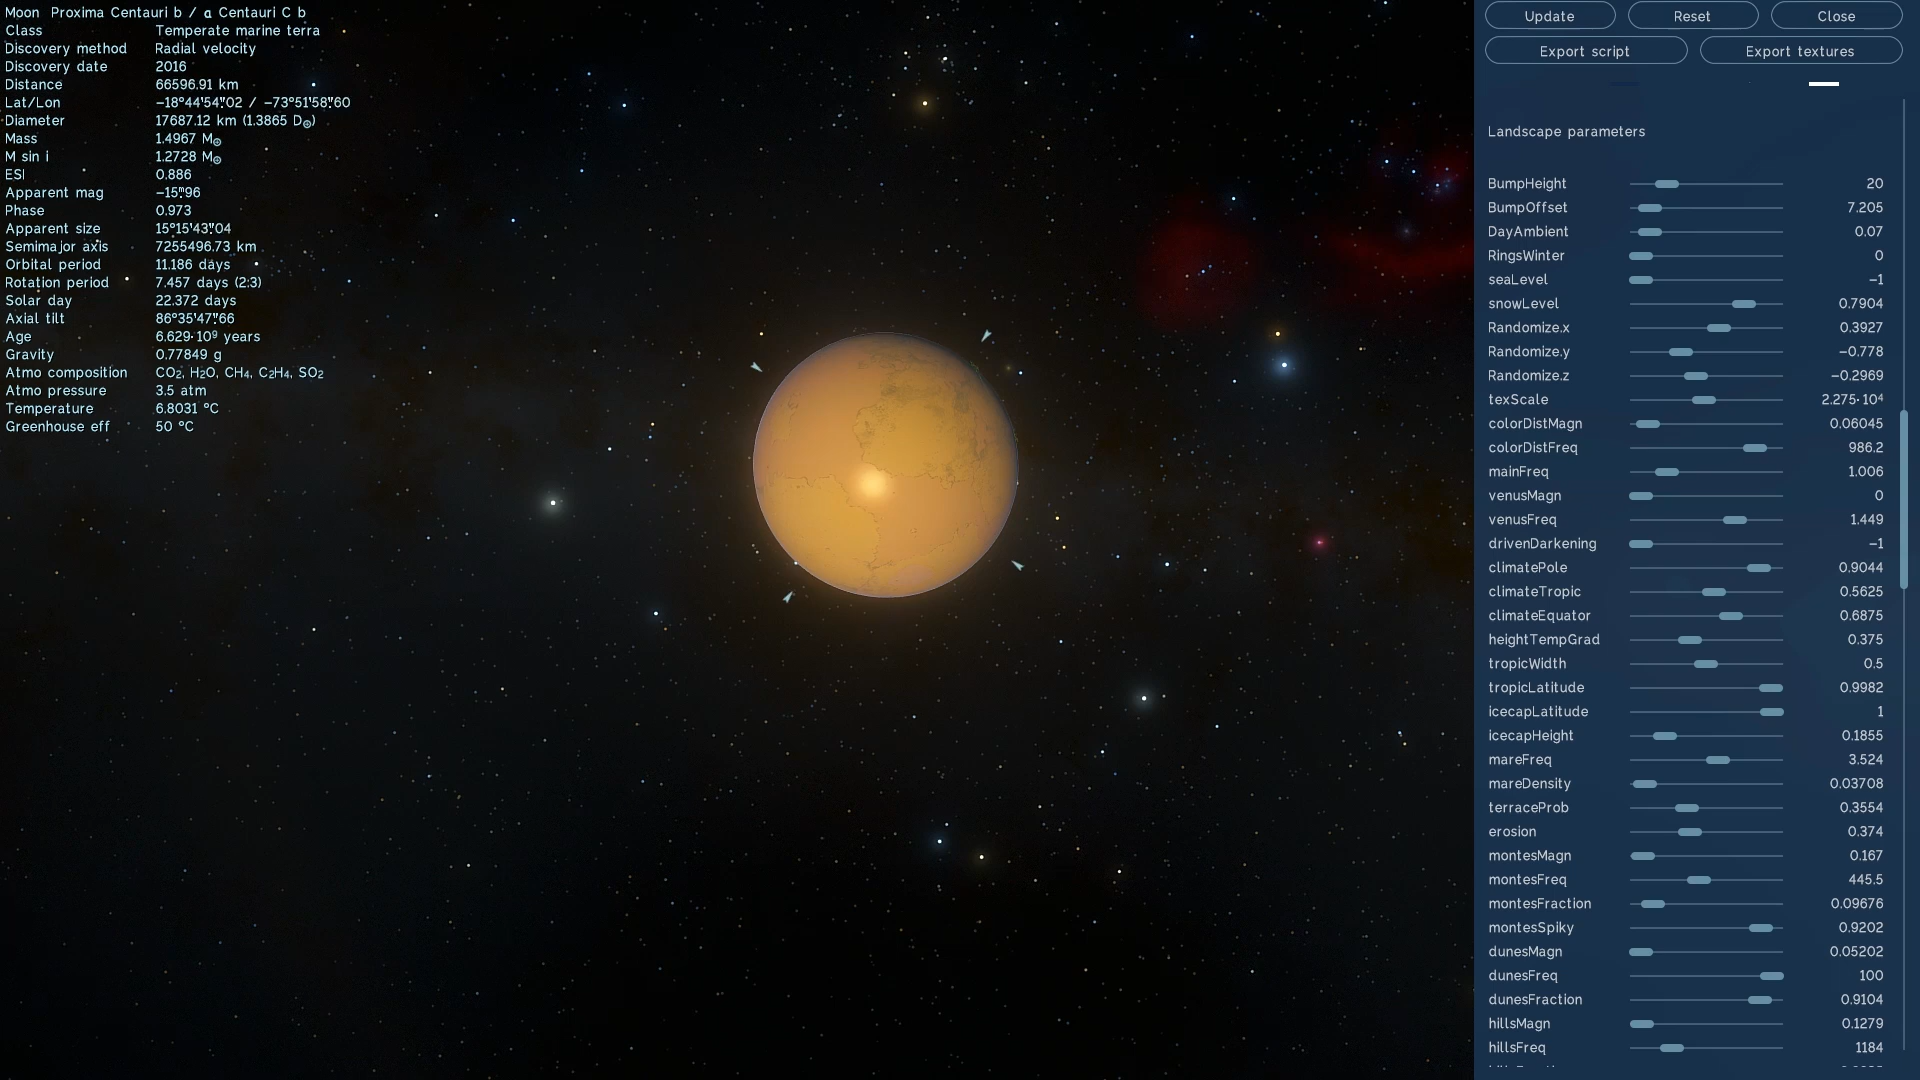 Moon Proxima Centauri b / α Centauri C b
Class Temperate marine terra
Discovery method Radial velocity
Discovery date 2016
Distance 66596.91 km
Lat/Lon −18°44'54"02 / −73°51'58"60
Diameter 17687.12 km (1.3865 D⊕)
Mass 1.4967 M⊕
M sin i 1.2728 M⊕
ESI 0.886
Apparent mag −15ᵐ96
Phase 0.973
Apparent size 15°15'43"04
Semimajor axis 7255496.73 km
Orbital period 11.186 days
Rotation period 7.457 days (2:3)
Solar day 22.372 days
Axial tilt 86°35'47"66
Age 6.629·10⁹ years
Gravity 0.77849 g
Atmo composition CO₂, H₂O, CH₄, C₂H₄, SO₂
Atmo pressure 3.5 atm
Temperature 6.8031 °C
Greenhouse eff 50 °C
Update Reset Close
Export script Export textures
Landscape parameters
BumpHeight 20
BumpOffset 7.205
DayAmbient 0.07
RingsWinter 0
seaLevel −1
snowLevel 0.7904
Randomize.x 0.3927
Randomize.y −0.778
Randomize.z −0.2969
texScale 2.275·10⁴
colorDistMagn 0.06045
colorDistFreq 986.2
mainFreq 1.006
venusMagn 0
venusFreq 1.449
drivenDarkening −1
climatePole 0.9044
climateTropic 0.5625
climateEquator 0.6875
heightTempGrad 0.375
tropicWidth 0.5
tropicLatitude 0.9982
icecapLatitude 1
icecapHeight 0.1855
mareFreq 3.524
mareDensity 0.03708
terraceProb 0.3554
erosion 0.374
montesMagn 0.167
montesFreq 445.5
montesFraction 0.09676
montesSpiky 0.9202
dunesMagn 0.05202
dunesFreq 100
dunesFraction 0.9104
hillsMagn 0.1279
hillsFreq 1184